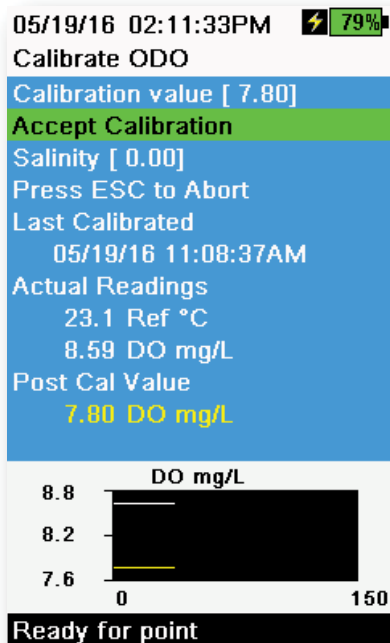 05/19/16 02:11:33PM 79%
Calibrate ODO
Calibration value [ 7.80]
Accept Calibration
Salinity [ 0.00]
Press ESC to Abort
Last Calibrated
05/19/16 11:08:37AM
Actual Readings
23.1 Ref °C
8.59 DO mg/L
Post Cal Value
7.80 DO mg/L
DO mg/L
8.8
8.2
7.6
0 150
Ready for point